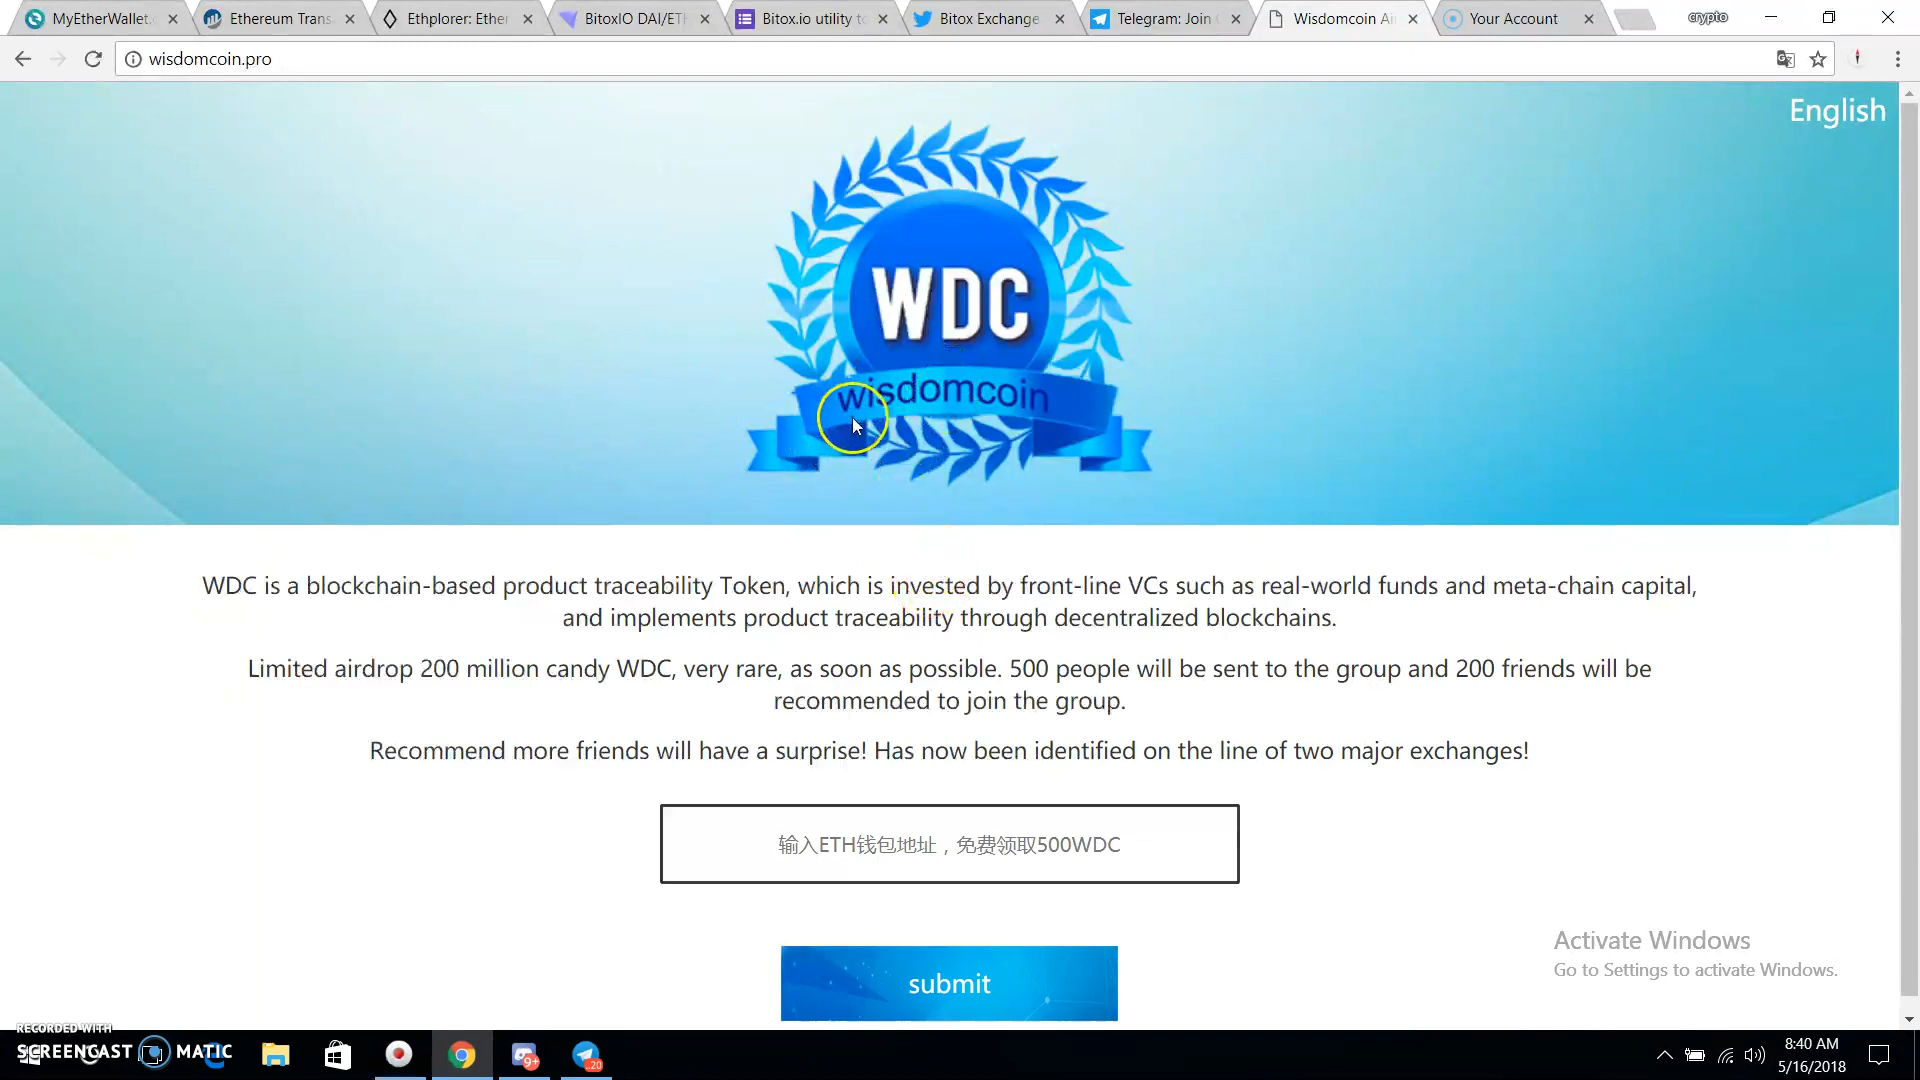 MyEtherWallet.
Ethereum Trans
Ethplorer: Ether
BitoxIO DAI/ETH
Bitox.io utility to
Bitox Exchange
Telegram: Join
Wisdomcoin Air
Your Account
crypto
wisdomcoin.pro
English
WDC
wisdomcoin
WDC is a blockchain-based product traceability Token, which is invested by front-line VCs such as real-world funds and meta-chain capital,
and implements product traceability through decentralized blockchains.
Limited airdrop 200 million candy WDC, very rare, as soon as possible. 500 people will be sent to the group and 200 friends will be
recommended to join the group.
Recommend more friends will have a surprise! Has now been identified on the line of two major exchanges!
输入ETH钱包地址，免费领取500WDC
Activate Windows
Go to Settings to activate Windows.
submit
RECORDED WITH
SCREENCAST MATIC
9+
20
8:40 AM
5/16/2018